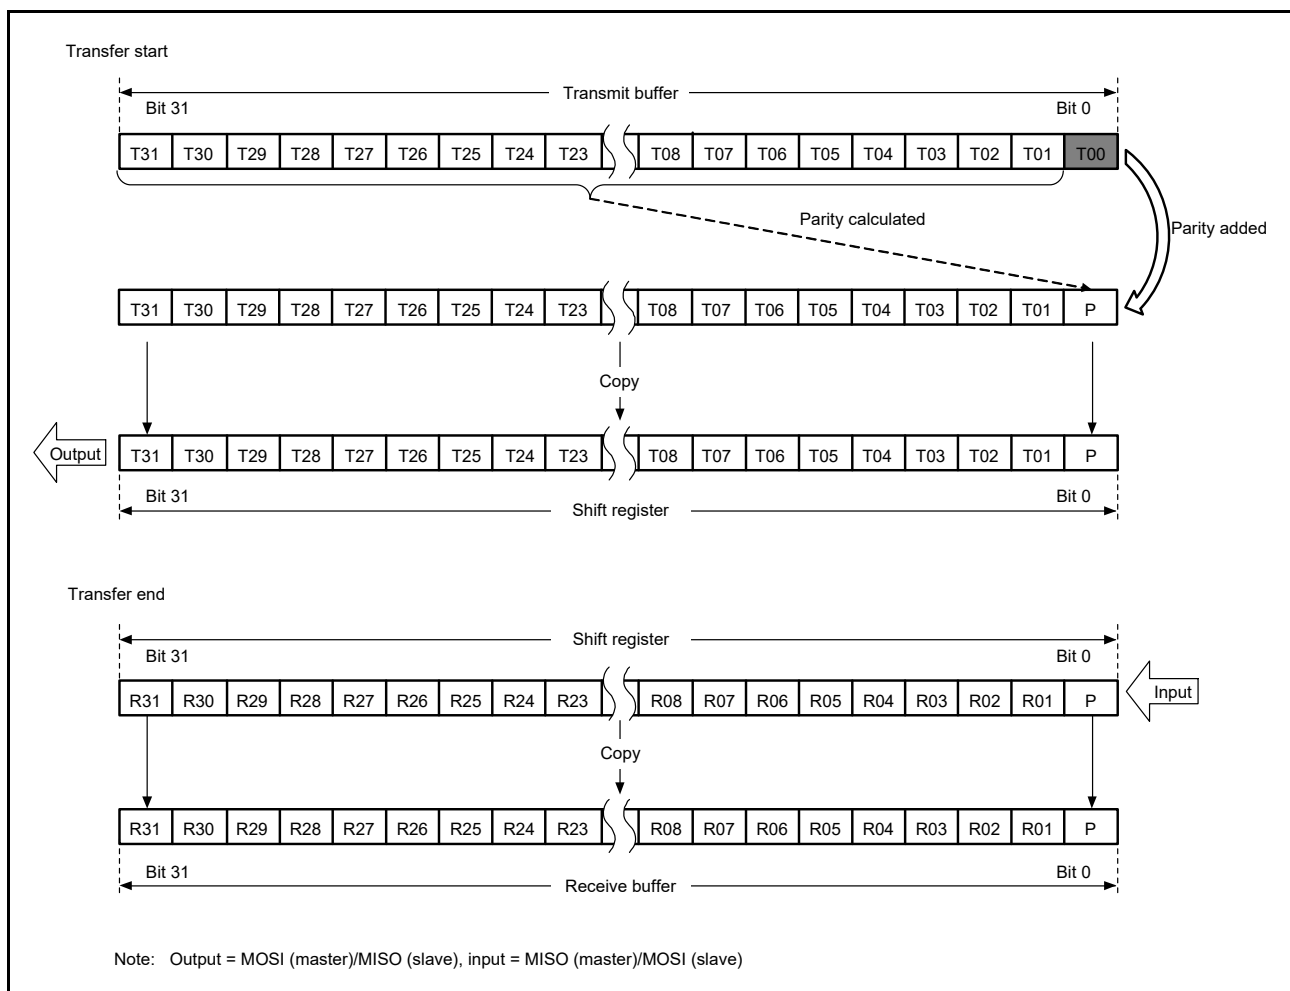 Transfer start
Transmit buffer
Bit 31 Bit 0
T31 T30 T29 T28 T27 T26 T25 T24 T23 T08 T07 T06 T05 T04 T03 T02 T01 T00
Parity calculated
Parity added
T31 T30 T29 T28 T27 T26 T25 T24 T23 T08 T07 T06 T05 T04 T03 T02 T01 P
Copy
Output
T31 T30 T29 T28 T27 T26 T25 T24 T23 T08 T07 T06 T05 T04 T03 T02 T01 P
Bit 31 Bit 0
Shift register
Transfer end
Shift register
Bit 31 Bit 0
R31 R30 R29 R28 R27 R26 R25 R24 R23 R08 R07 R06 R05 R04 R03 R02 R01 P
Input
Copy
R31 R30 R29 R28 R27 R26 R25 R24 R23 R08 R07 R06 R05 R04 R03 R02 R01 P
Bit 31 Bit 0
Receive buffer
Note: Output = MOSI (master)/MISO (slave), input = MISO (master)/MOSI (slave)